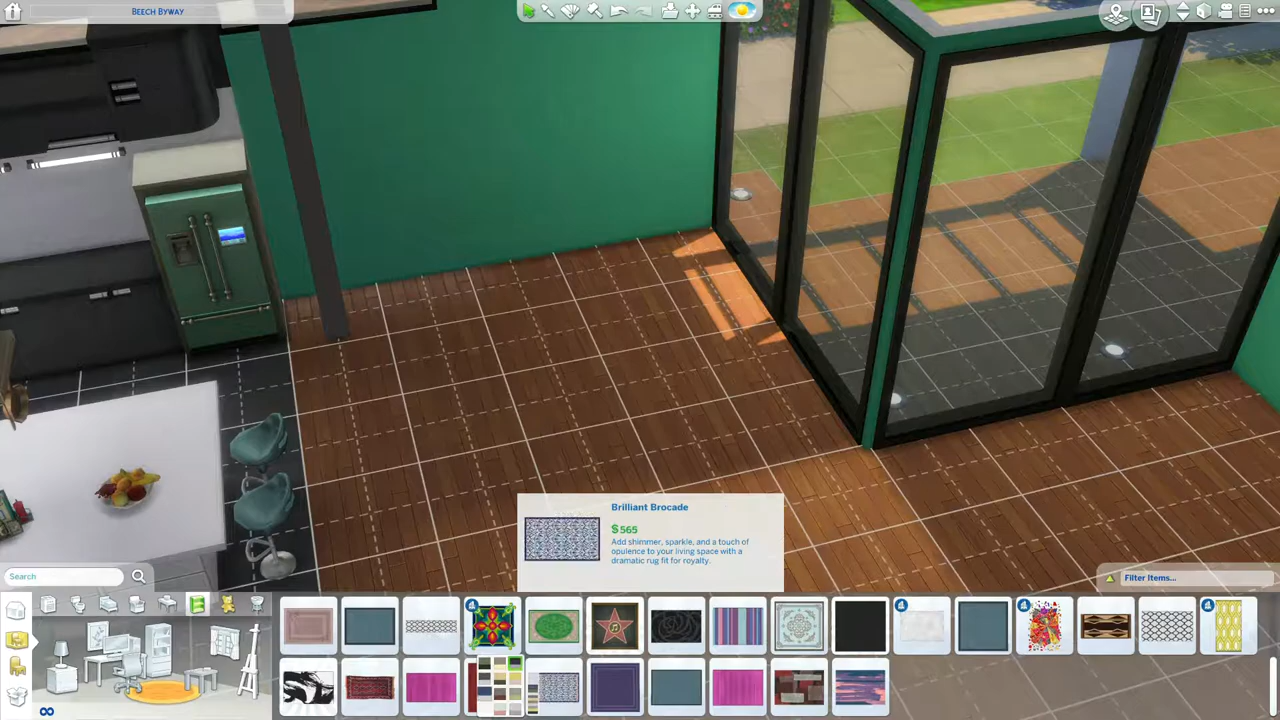 BEECH BYWAY
Brilliant Brocade
$565
Add shimmer, sparkle, and a touch of
opulence to your living space with a
dramatic rug fit for royalty.
Search
Filter Items...